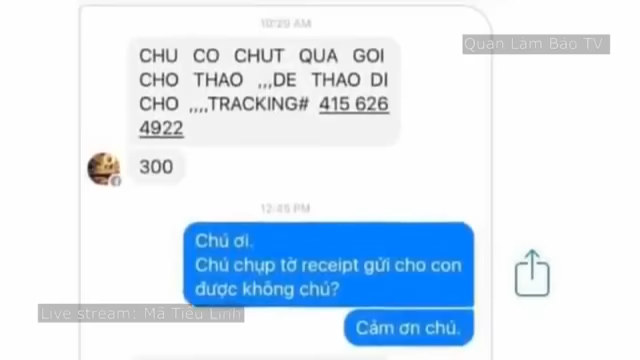 10:29 AM
Quan Làm Báo TV
CHU CO CHUT QUA GOI
CHO THAO ,,,DE THAO DI
CHO ,,,,TRACKING# 415 626
4922
300
12:45 PM
Chú ơi.
Chú chụp tờ receipt gửi cho con
được không chú?
Live stream: Mã Tiểu Linh
Cảm ơn chú.